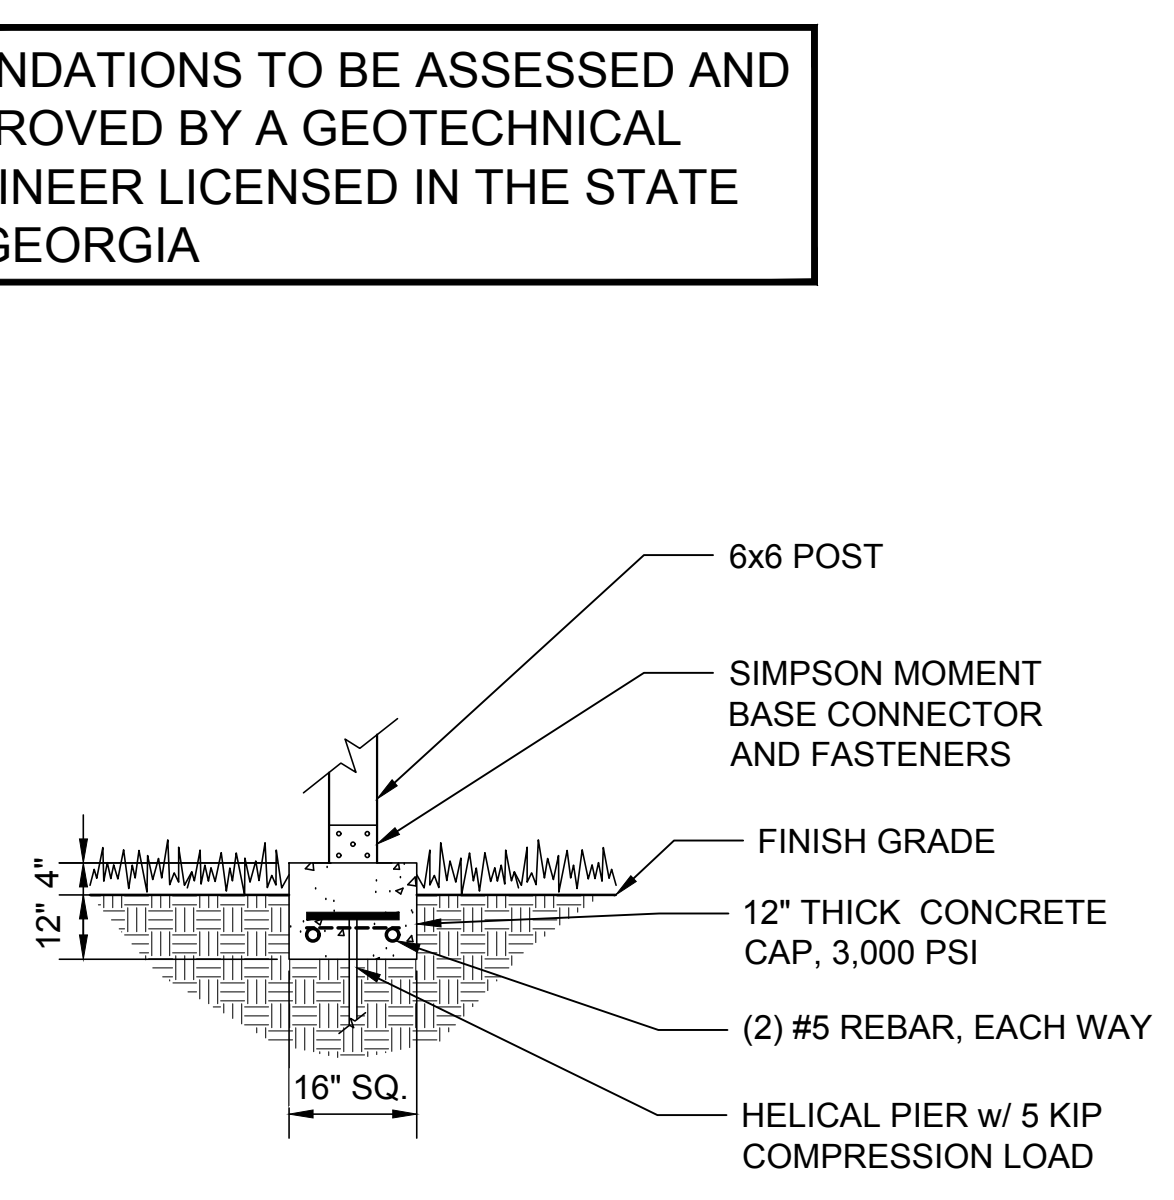 NDATIONS TO BE ASSESSED AND
ROVED BY A GEOTECHNICAL
INEER LICENSED IN THE STATE
GEORGIA
6x6 POST
SIMPSON MOMENT
BASE CONNECTOR
AND FASTENERS
FINISH GRADE
4"
12"
12" THICK CONCRETE
CAP, 3,000 PSI
(2) #5 REBAR, EACH WAY
16" SQ.
HELICAL PIER w/ 5 KIP
COMPRESSION LOAD